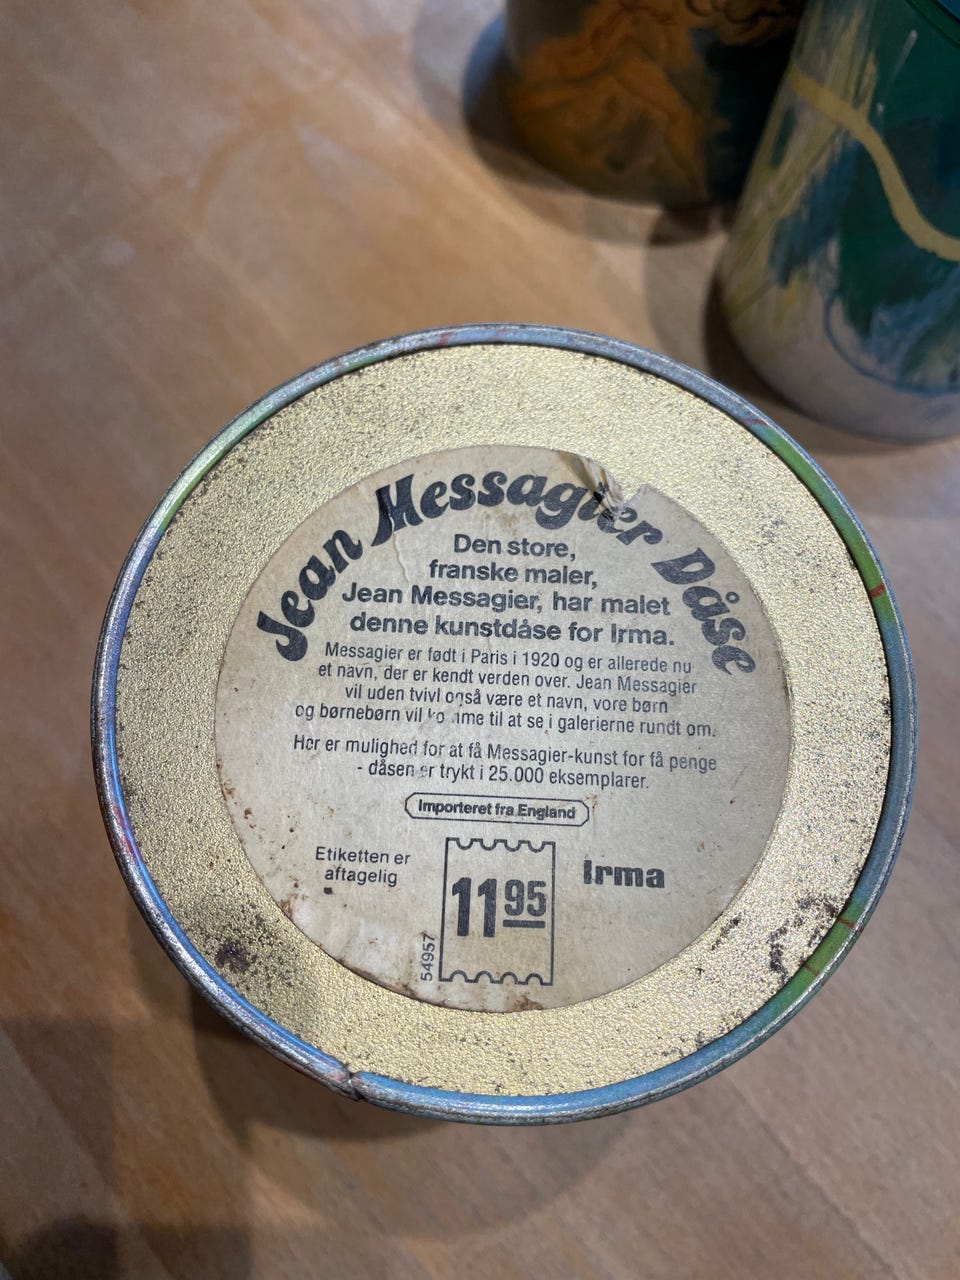 Jean Messagier Dåse
Den store,
franske maler,
Jean Messagier, har malet
denne kunstdåse for Irma.
Messagier er født i Paris i 1920 og er allerede nu
et navn, der er kendt verden over. Jean Messagier
vil uden tvivl også være et navn, vore børn
og børnebørn vil komme til at se i galerierne rundt om.
Her er mulighed for at få Messagier-kunst for få penge
- dåsen er trykt i 25.000 eksemplarer.
Importeret fra England
Etiketten er
aftagelig
11 95
Irma
54957